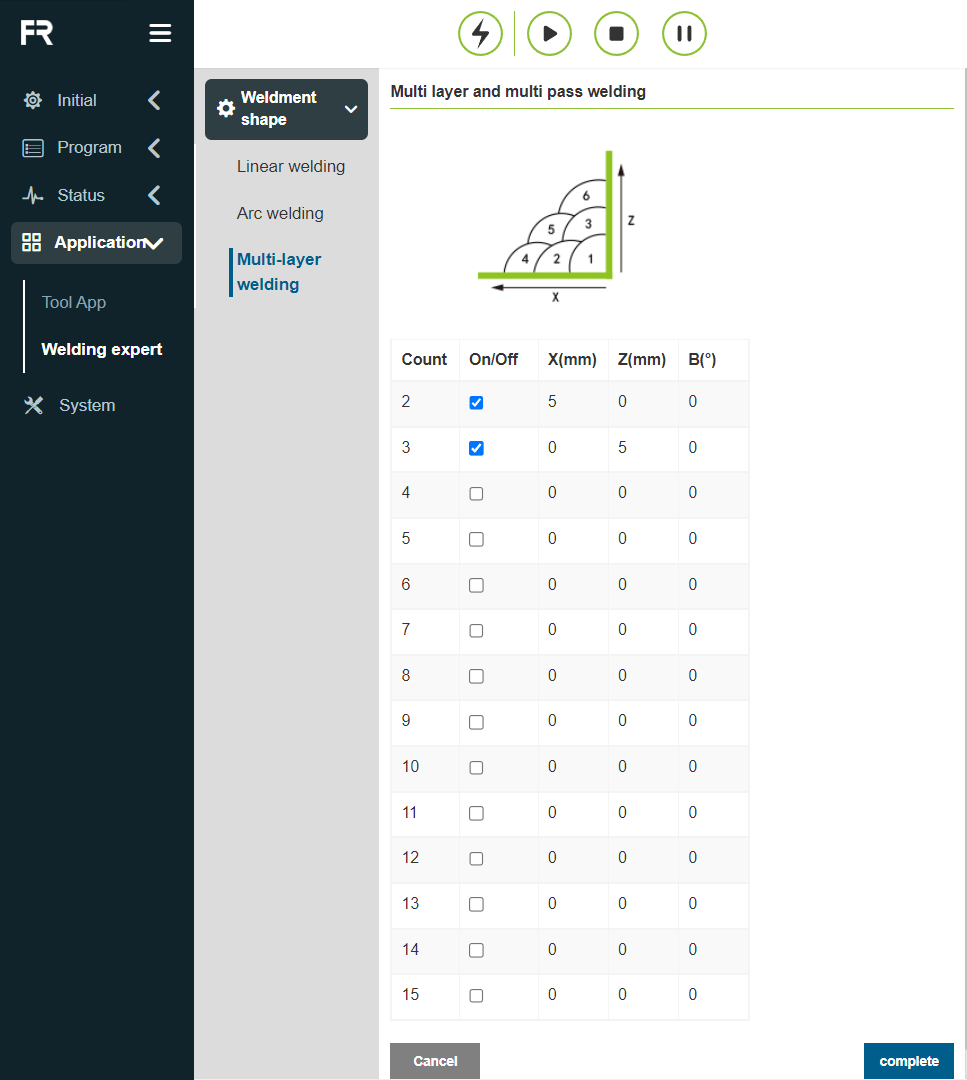 FR
Initial
Program
Status
Application
Tool App
Welding expert
System
Weldment
shape
Linear welding
Arc welding
Multi-layer
welding
Multi layer and multi pass welding
6
5 3
4 2 1
Z
X
Count On/Off X(mm) Z(mm) B(°)
2 5 0 0
3 0 5 0
4 0 0 0
5 0 0 0
6 0 0 0
7 0 0 0
8 0 0 0
9 0 0 0
10 0 0 0
11 0 0 0
12 0 0 0
13 0 0 0
14 0 0 0
15 0 0 0
Cancel complete